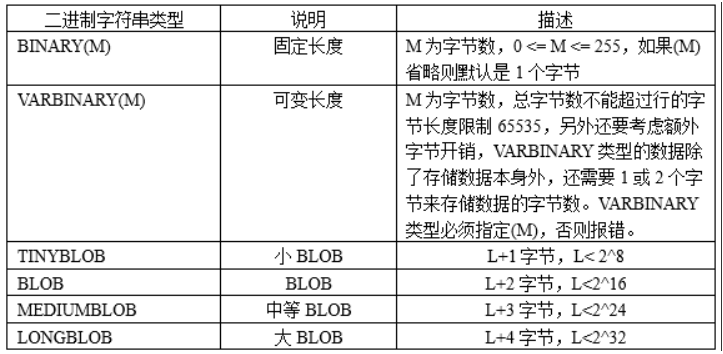 二进制字符串类型 说明 描述
BINARY(M) 固定长度 M 为字节数，0 <= M <= 255，如果(M)
省略则默认是 1 个字节
VARBINARY(M) 可变长度 M 为字节数，总字节数不能超过行的字
节长度限制 65535，另外还要考虑额外
字节开销，VARBINARY 类型的数据除
了存储数据本身外，还需要 1 或 2 个字
节来存储数据的字节数。VARBINARY
类型必须指定(M)，否则报错。
TINYBLOB 小 BLOB L+1 字节，L< 2^8
BLOB BLOB L+2 字节，L<2^16
MEDIUMBLOB 中等 BLOB L+3 字节，L<2^24
LONGBLOB 大 BLOB L+4 字节，L<2^32